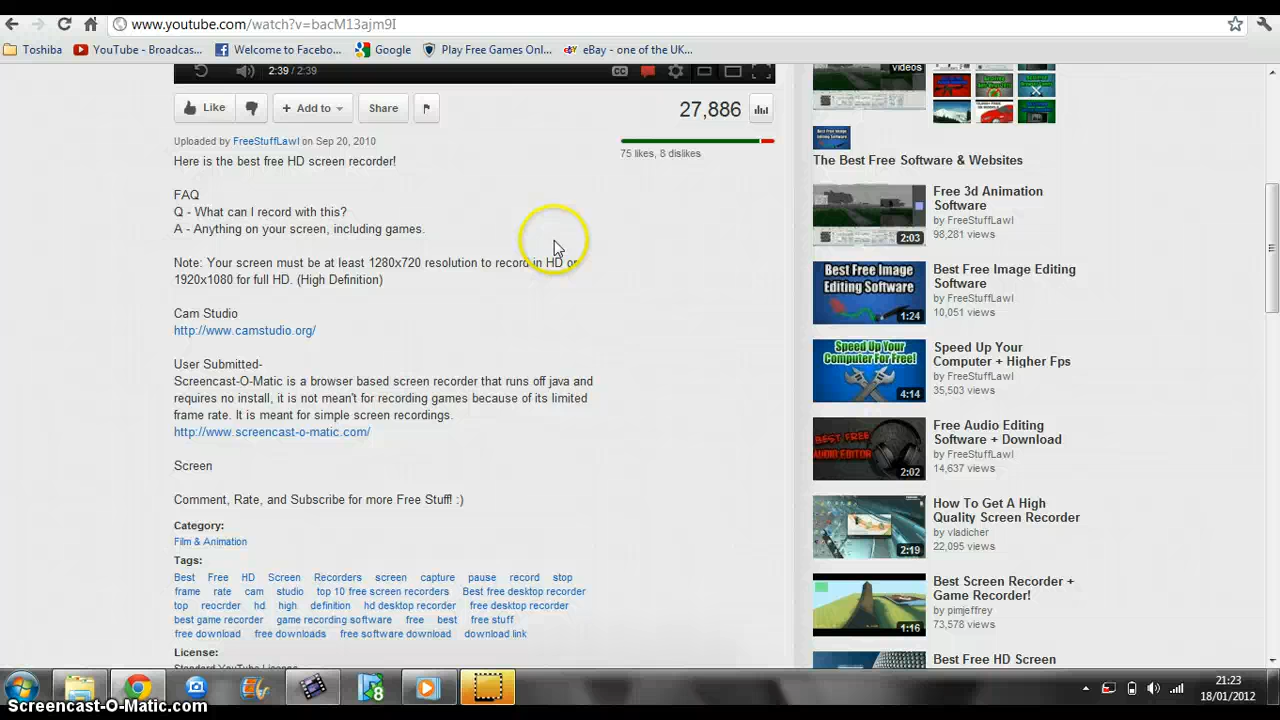 www.youtube.com/watch?v=bacM13ajm9I
Toshiba
YouTube - Broadcas...
Welcome to Facebo...
Google
Play Free Games Onl...
eBay - one of the UK...
2:39 / 2:39
CC
videos
Like
Add to
Share
27,886
Uploaded by FreeStuffLawl on Sep 20, 2010
75 likes, 8 dislikes
Here is the best free HD screen recorder!
FAQ
Q - What can I record with this?
A - Anything on your screen, including games.
Note: Your screen must be at least 1280x720 resolution to record in HD or
1920x1080 for full HD. (High Definition)
Cam Studio
http://www.camstudio.org/
User Submitted-
Screencast-O-Matic is a browser based screen recorder that runs off java and
requires no install, it is not mean't for recording games because of its limited
frame rate. It is meant for simple screen recordings.
http://www.screencast-o-matic.com/
Screen
Comment, Rate, and Subscribe for more Free Stuff! :)
Category:
Film & Animation
Tags:
Best Free HD Screen Recorders screen capture pause record stop
frame rate cam studio top 10 free screen recorders Best free desktop recorder
top reocrder hd high definition hd desktop recorder free desktop recorder
best game recorder game recording software free best free stuff
free download free downloads free software download download link
License:
Standard YouTube License
Best Free Image
Editing Software
The Best Free Software & Websites
Free 3d Animation
Software
by FreeStuffLawl
98,281 views
2:03
Best Free Image
Editing Software
1:24
Best Free Image Editing
Software
by FreeStuffLawl
10,051 views
Speed Up Your
Computer For Free!
4:14
Speed Up Your
Computer + Higher Fps
by FreeStuffLawl
35,503 views
BEST FREE
AUDIO EDITOR
2:02
Free Audio Editing
Software + Download
by FreeStuffLawl
14,637 views
2:19
How To Get A High
Quality Screen Recorder
by vladicher
22,095 views
1:16
Best Screen Recorder +
Game Recorder!
by pimjeffrey
73,578 views
Best Free HD Screen
21:23
18/01/2012
Screencast-O-Matic.com